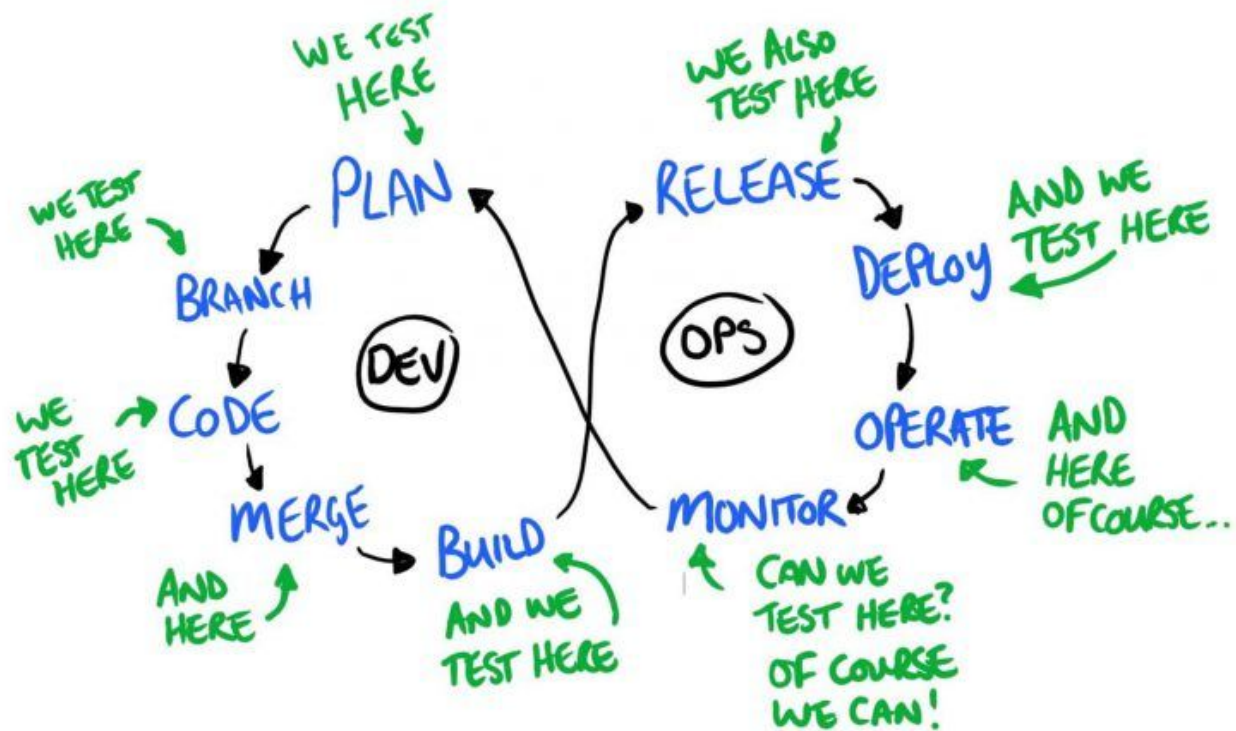 WE TEST
HERE
PLAN
WE TEST
HERE
BRANCH
WE
TEST
HERE
CODE
MERGE
AND
HERE
BUILD
AND WE
TEST HERE
DEV
OPS
WE ALSO
TEST HERE
RELEASE
AND WE
TEST HERE
DEPLOY
OPERATE
AND
HERE
OF COURSE...
MONITOR
CAN WE
TEST HERE?
OF COURSE
WE CAN!